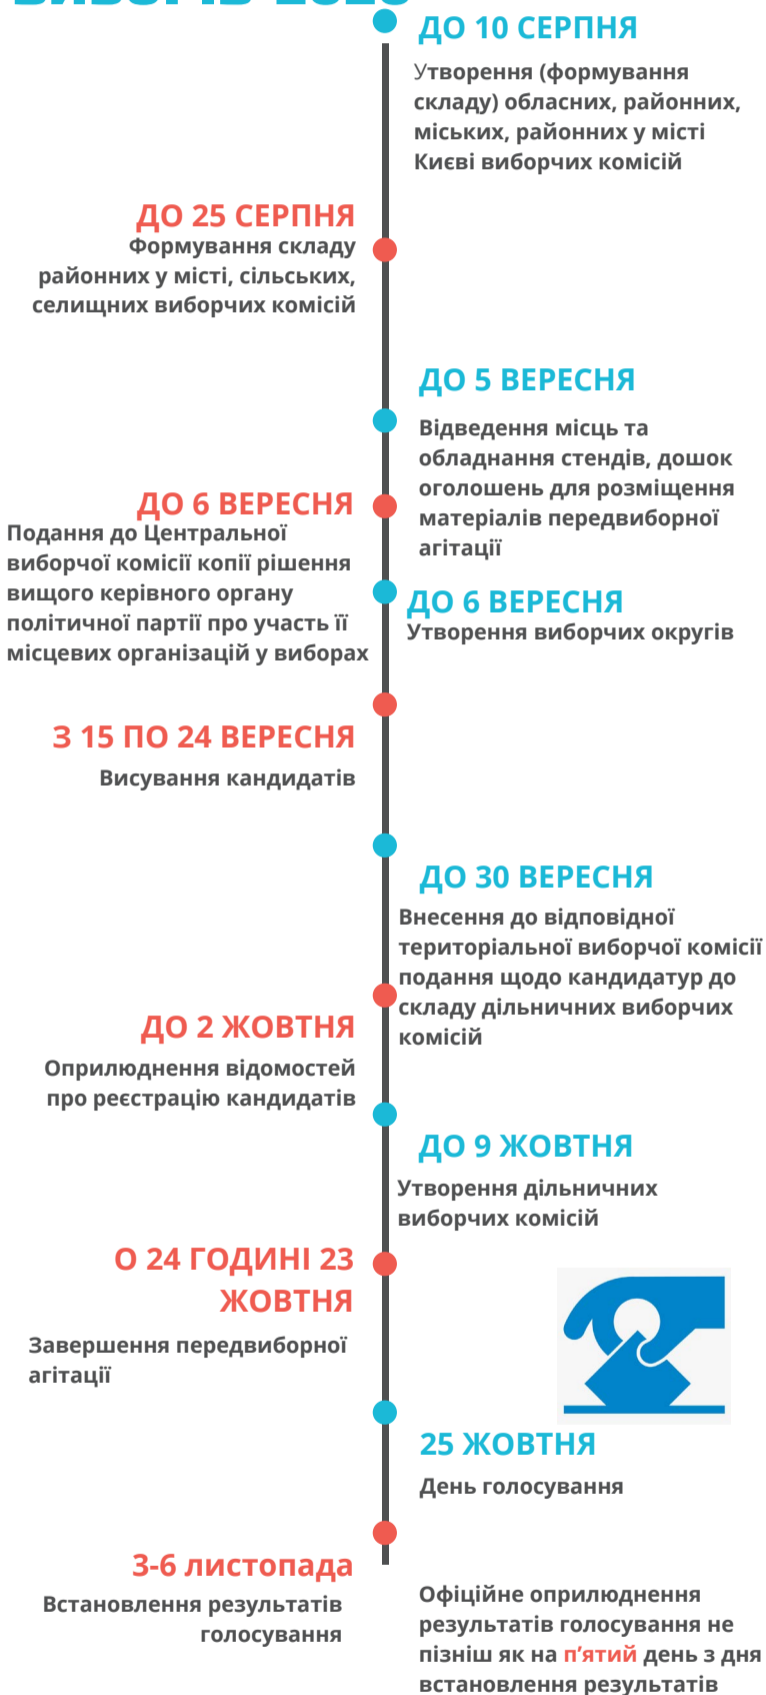 ВИБОРІВ 2020
ДО 10 СЕРПНЯ
Утворення (формування
складу) обласних, районних,
міських, районних у місті
Києві виборчих комісій
ДО 25 СЕРПНЯ
Формування складу
районних у місті, сільських,
селищних виборчих комісій
ДО 5 ВЕРЕСНЯ
Відведення місць та
обладнання стендів, дошок
оголошень для розміщення
матеріалів передвиборної
агітації
ДО 6 ВЕРЕСНЯ
Подання до Центральної
виборчої комісії копії рішення
вищого керівного органу
політичної партії про участь її
місцевих організацій у виборах
ДО 6 ВЕРЕСНЯ
Утворення виборчих округів
З 15 ПО 24 ВЕРЕСНЯ
Висування кандидатів
ДО 30 ВЕРЕСНЯ
Внесення до відповідної
територіальної виборчої комісії
подання щодо кандидатур до
складу дільничних виборчих
комісій
ДО 2 ЖОВТНЯ
Оприлюднення відомостей
про реєстрацію кандидатів
ДО 9 ЖОВТНЯ
Утворення дільничних
виборчих комісій
О 24 ГОДИНІ 23
ЖОВТНЯ
Завершення передвиборної
агітації
25 ЖОВТНЯ
День голосування
3-6 листопада
Встановлення результатів
голосування
Офіційне оприлюднення
результатів голосування не
пізніш як на п’ятий день з дня
встановлення результатів